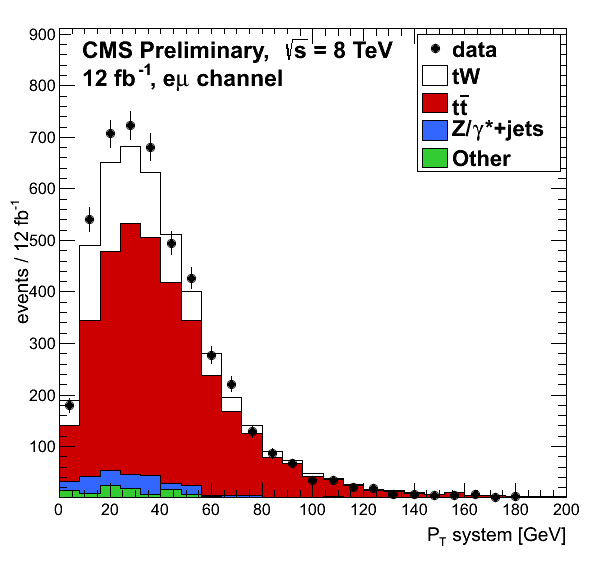 CMS Preliminary, √s = 8 TeV
12 fb⁻¹, eμ channel
data
tW
tt̄
Z/γ*+jets
Other
events / 12 fb⁻¹
900
800
700
600
500
400
300
200
100
0 20 40 60 80 100 120 140 160 180 200
P_T system [GeV]